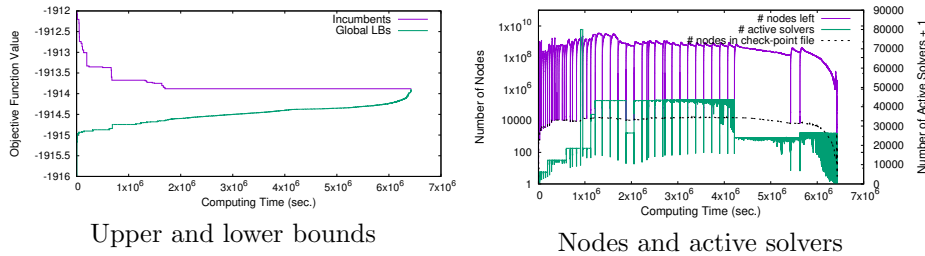 -1912
-1912.5
-1913
-1913.5
-1914
-1914.5
-1915
-1915.5
-1916
Objective Function Value
Incumbents
Global LBs
0 1x10^6 2x10^6 3x10^6 4x10^6 5x10^6 6x10^6 7x10^6
Computing Time (sec.)
Upper and lower bounds
1x10^10
1x10^8
1x10^6
10000
100
1
Number of Nodes
# nodes left
# active solvers
# nodes in check-point file
90000
80000
70000
60000
50000
40000
30000
20000
10000
0
Number of Active Solvers + 1
0 1x10^6 2x10^6 3x10^6 4x10^6 5x10^6 6x10^6 7x10^6
Computing Time (sec.)
Nodes and active solvers